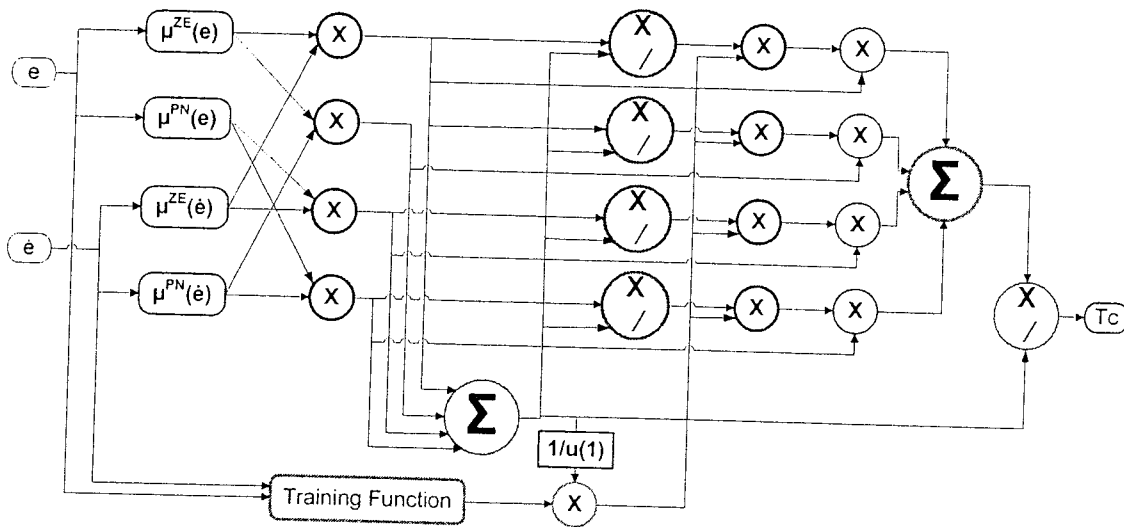 e
ė
μ^ZE(e)
μ^PN(e)
μ^ZE(ė)
μ^PN(ė)
X
X
X
X
X
/
X
/
X
/
X
/
X
X
X
X
X
X
X
X
Σ
Σ
X
/
Tc
1/u(1)
Training Function
X